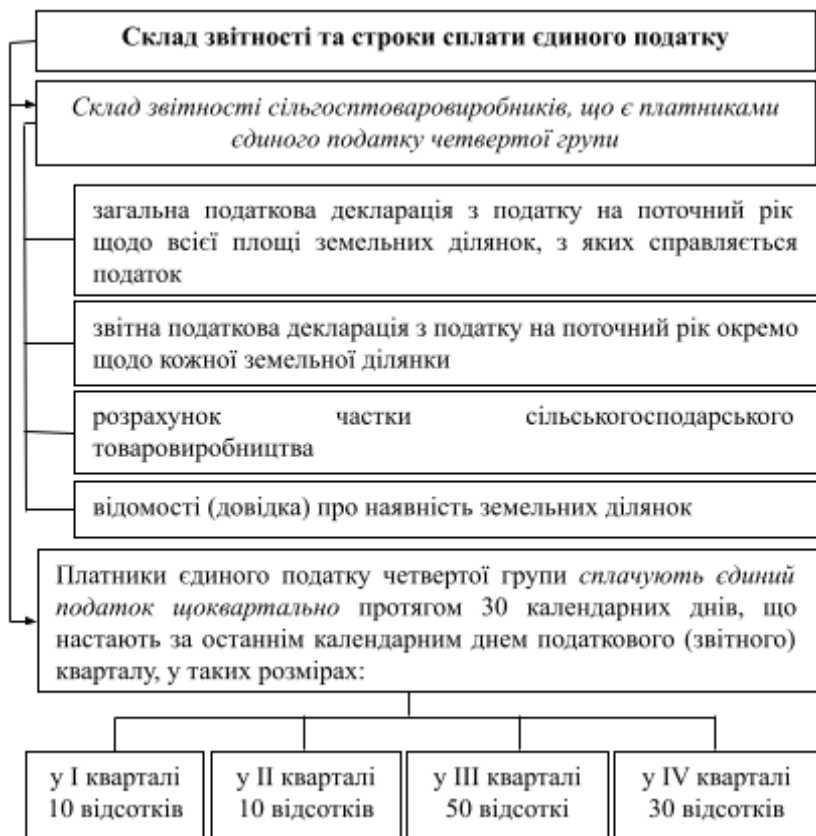 Склад звітності та строки сплати єдиного податку
Склад звітності сільгосптоваровиробників, що є платниками
єдиного податку четвертої групи
загальна податкова декларація з податку на поточний рік
щодо всієї площі земельних ділянок, з яких справляється
податок
звітна податкова декларація з податку на поточний рік окремо
щодо кожної земельної ділянки
розрахунок частки сільськогосподарського
товаровиробництва
відомості (довідка) про наявність земельних ділянок
Платники єдиного податку четвертої групи сплачують єдиний
податок щоквартально протягом 30 календарних днів, що
настають за останнім календарним днем податкового (звітного)
кварталу, у таких розмірах:
у І кварталі
10 відсотків
у ІІ кварталі
10 відсотків
у ІІІ кварталі
50 відсоткі
у IV кварталі
30 відсотків